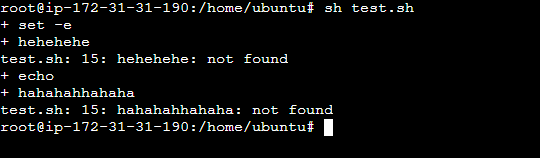 root@ip-172-31-31-190:/home/ubuntu# sh test.sh
+ set -e
+ hehehehe
test.sh: 15: hehehehe: not found
+ echo
+ hahahahhahaha
test.sh: 15: hahahahhahaha: not found
root@ip-172-31-31-190:/home/ubuntu#